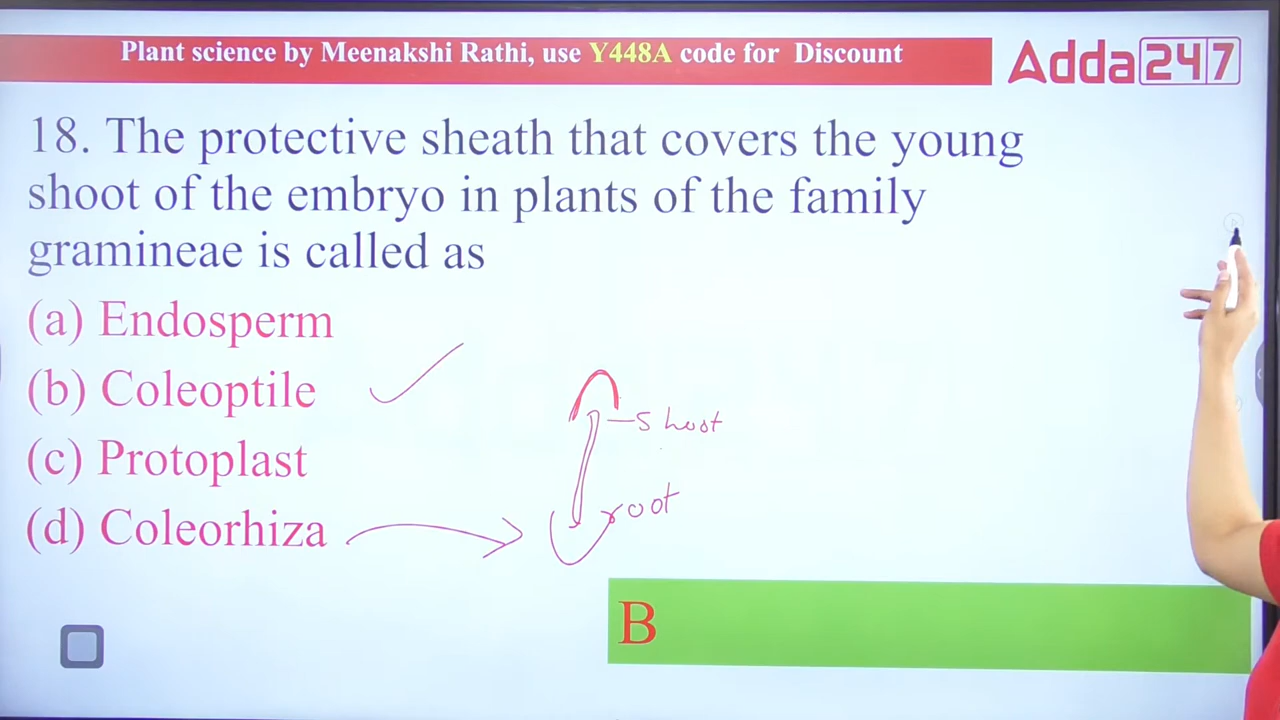 Plant science by Meenakshi Rathi, use Y448A code for Discount
Adda247
18. The protective sheath that covers the young
shoot of the embryo in plants of the family
gramineae is called as
(a) Endosperm
(b) Coleoptile
(c) Protoplast
(d) Coleorhiza
shoot
root
B